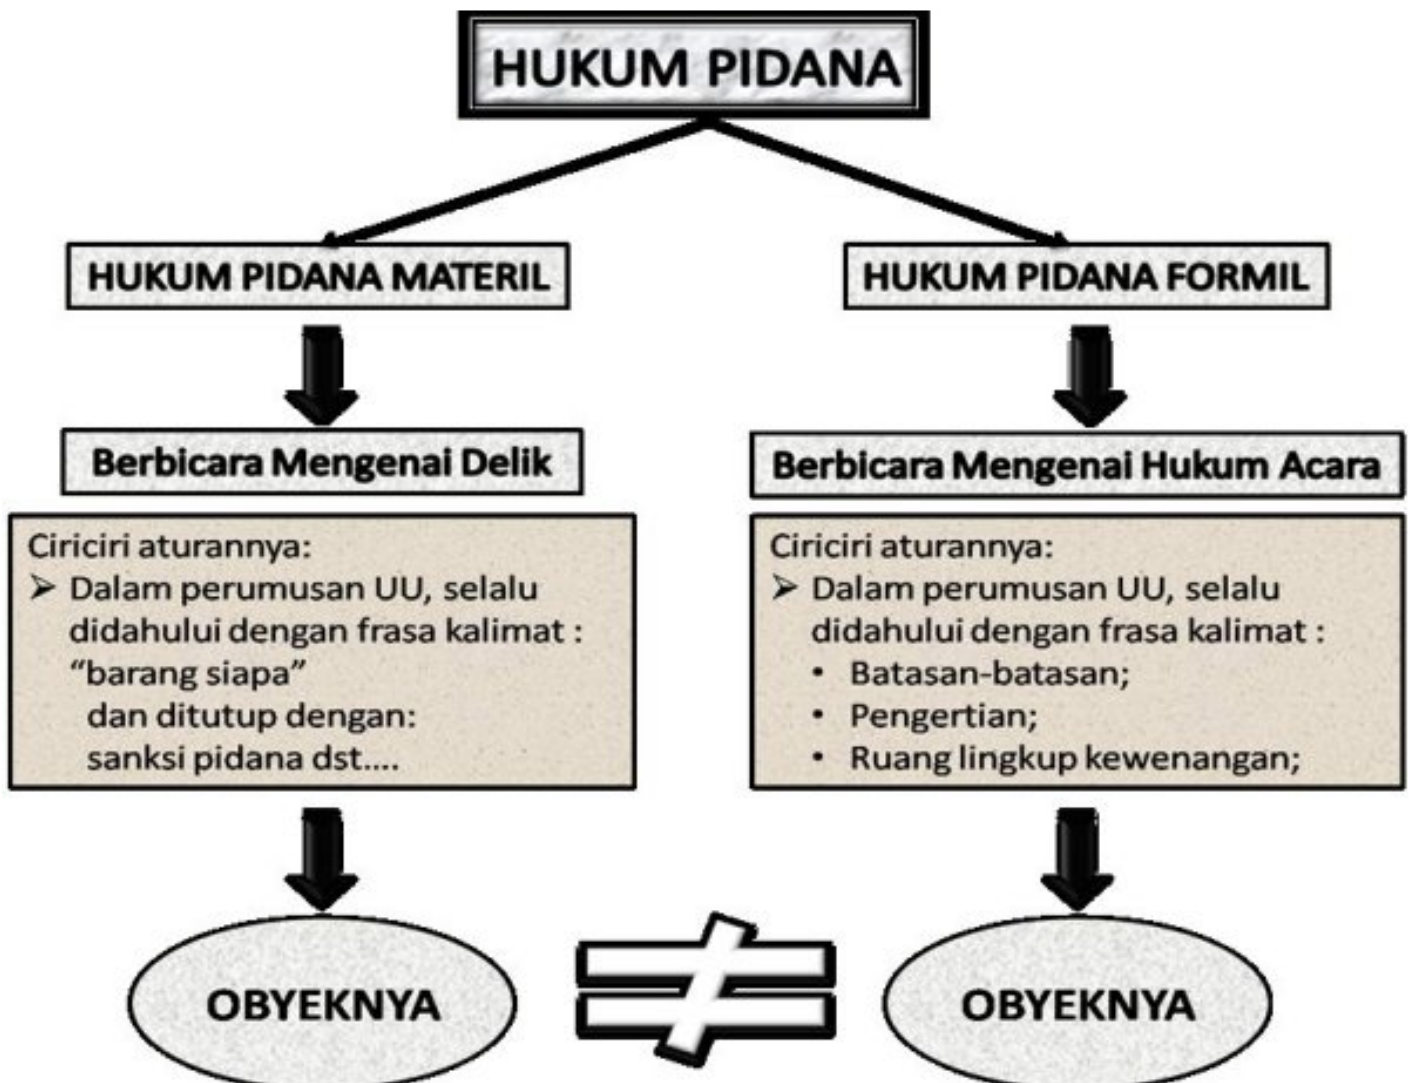 HUKUM PIDANA
HUKUM PIDANA MATERIL
Berbicara Mengenai Delik
Ciriciri aturannya:
➢ Dalam perumusan UU, selalu
didahului dengan frasa kalimat :
“barang siapa”
dan ditutup dengan:
sanksi pidana dst....
OBYEKNYA
≠
HUKUM PIDANA FORMIL
Berbicara Mengenai Hukum Acara
Ciriciri aturannya:
➢ Dalam perumusan UU, selalu
didahului dengan frasa kalimat :
• Batasan-batasan;
• Pengertian;
• Ruang lingkup kewenangan;
OBYEKNYA